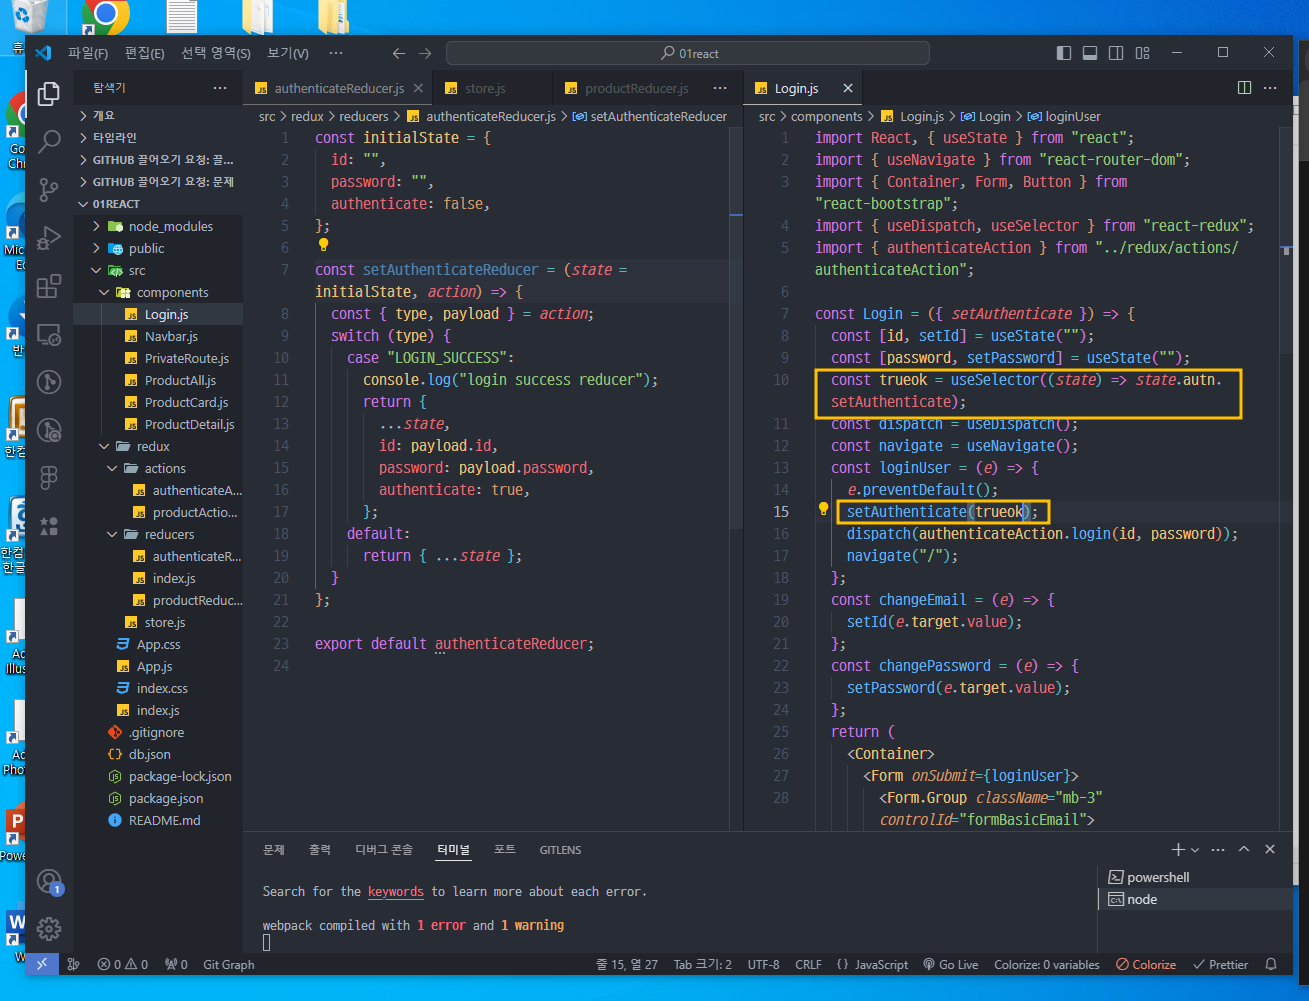 휴
파일(F) 편집(E) 선택 영역(S) 보기(V) ···
01react
탐색기 ···
개요
타임라인
GITHUB 끌어오기 요청: 끌...
GITHUB 끌어오기 요청: 문제
01REACT
node_modules
public
src
components
Login.js
Navbar.js
PrivateRoute.js
ProductAll.js
ProductCard.js
ProductDetail.js
redux
actions
authenticateA...
productActio...
reducers
authenticateR...
index.js
productReduc...
store.js
App.css
App.js
index.css
index.js
.gitignore
db.json
package-lock.json
package.json
README.md
authenticateReducer.js
store.js
productReducer.js
···
src > redux > reducers > authenticateReducer.js > setAuthenticateReducer
1 const initialState = {
2 id: "",
3 password: "",
4 authenticate: false,
5 };
6
7 const setAuthenticateReducer = (state =
initialState, action) => {
8 const { type, payload } = action;
9 switch (type) {
10 case "LOGIN_SUCCESS":
11 console.log("login success reducer");
12 return {
13 ...state,
14 id: payload.id,
15 password: payload.password,
16 authenticate: true,
17 };
18 default:
19 return { ...state };
20 }
21 };
22
23 export default authenticateReducer;
24
Login.js
···
src > components > Login.js > Login > loginUser
1 import React, { useState } from "react";
2 import { useNavigate } from "react-router-dom";
3 import { Container, Form, Button } from
"react-bootstrap";
4 import { useDispatch, useSelector } from "react-redux";
5 import { authenticateAction } from "../redux/actions/
authenticateAction";
6
7 const Login = ({ setAuthenticate }) => {
8 const [id, setId] = useState("");
9 const [password, setPassword] = useState("");
10 const trueok = useSelector((state) => state.autn.
setAuthenticate);
11 const dispatch = useDispatch();
12 const navigate = useNavigate();
13 const loginUser = (e) => {
14 e.preventDefault();
15 setAuthenticate(trueok);
16 dispatch(authenticateAction.login(id, password));
17 navigate("/");
18 };
19 const changeEmail = (e) => {
20 setId(e.target.value);
21 };
22 const changePassword = (e) => {
23 setPassword(e.target.value);
24 };
25 return (
26 <Container>
27 <Form onSubmit={loginUser}>
28 <Form.Group className="mb-3"
controlId="formBasicEmail">
문제 출력 디버그 콘솔 터미널 포트 GITLENS
Search for the keywords to learn more about each error.
webpack compiled with 1 error and 1 warning
powershell
node
1
0 0 0 Git Graph
줄 15, 열 27 Tab 크기: 2 UTF-8 CRLF {} JavaScript Go Live Colorize: 0 variables Colorize Prettier